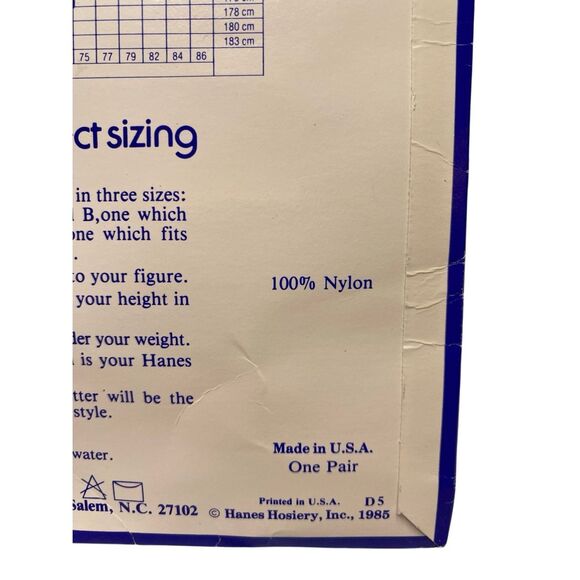 178 cm
180 cm
183 cm
75 77 79 82 84 86
ct sizing
in three sizes:
B, one which
one which fits
to your figure.
your height in
der your weight.
is your Hanes
tter will be the
style.
water.
100% Nylon
Made in U.S.A.
One Pair
Printed in U.S.A. D 5
Salem, N.C. 27102 © Hanes Hosiery, Inc., 1985